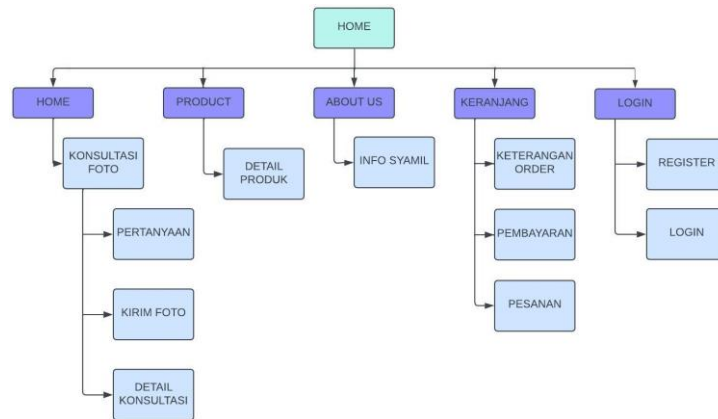 HOME
HOME
PRODUCT
ABOUT US
KERANJANG
LOGIN
KONSULTASI
FOTO
DETAIL
PRODUK
INFO SYAMIL
KETERANGAN
ORDER
REGISTER
PERTANYAAN
PEMBAYARAN
LOGIN
KIRIM FOTO
PESANAN
DETAIL
KONSULTASI